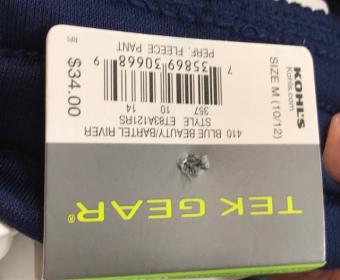 TEK GEAR®
410 BLUE BEAUTY/BARTEL RIVER
STYLE ET83A121RS
357 10 14
7 35869 30668 9
PERF. FLEECE PANT
KOHL'S
Kohls.com
SIZE M (10/12)
$34.00
RFI